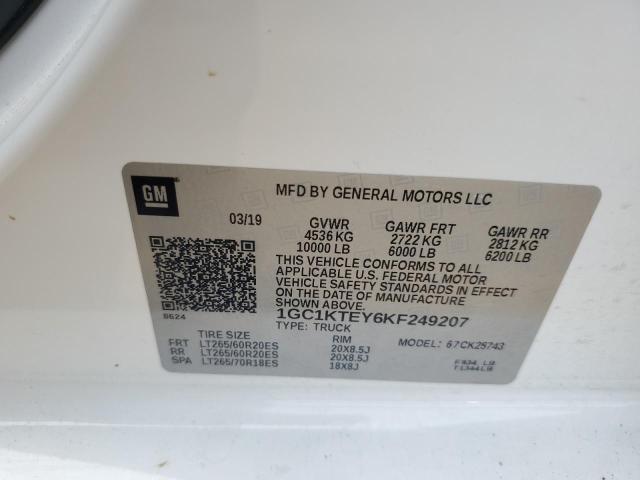 GM
MFD BY GENERAL MOTORS LLC
03/19 GVWR GAWR FRT GAWR RR
4536 KG 2722 KG 2812 KG
10000 LB 6000 LB 6200 LB
THIS VEHICLE CONFORMS TO ALL
APPLICABLE U.S. FEDERAL MOTOR
VEHICLE SAFETY STANDARDS IN EFFECT
ON THE DATE OF MANUFACTURE SHOWN ABOVE.
8624
1GC1KTEY6KF249207
TYPE: TRUCK
TIRE SIZE RIM MODEL: 67CK25743
FRT LT265/60R20ES 20X8.5J
RR LT265/60R20ES 20X8.5J
SPA LT265/70R18ES 18X8J